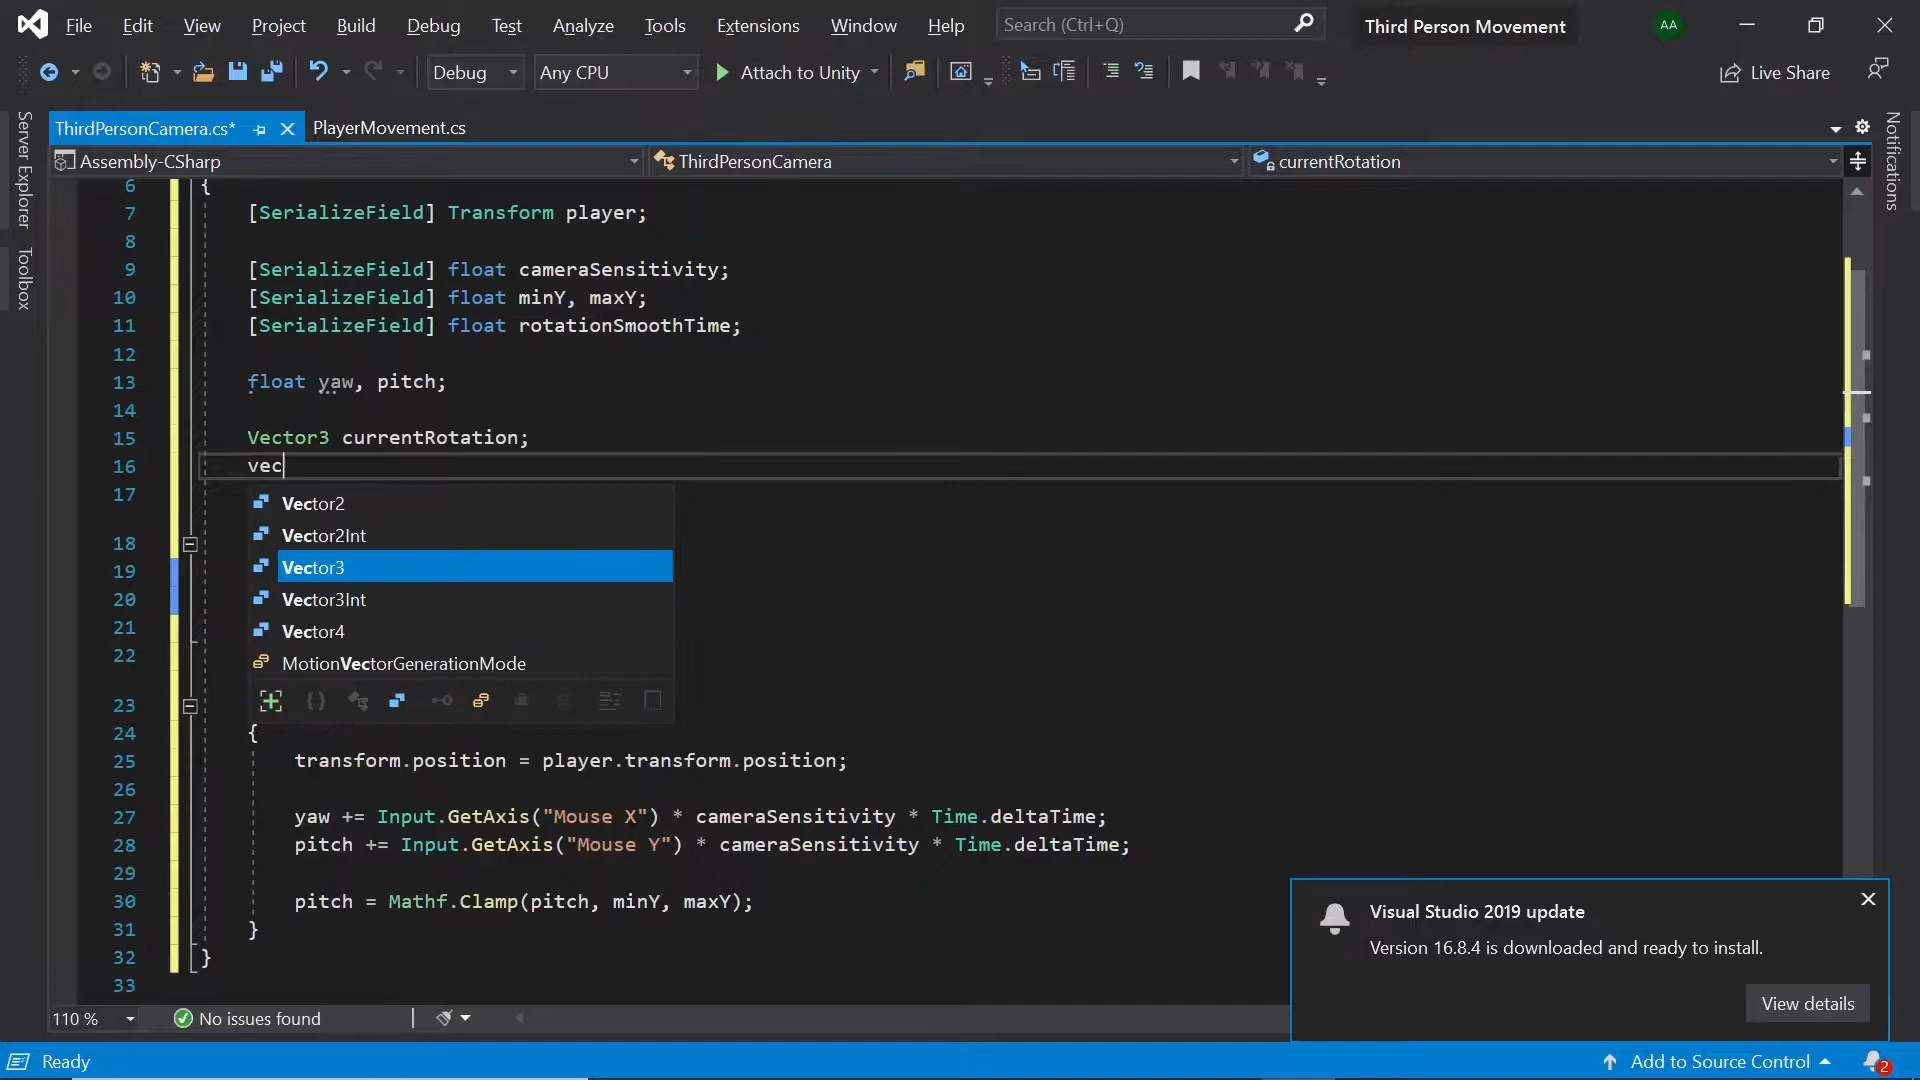 File Edit View Project Build Debug Test Analyze Tools Extensions Window Help Search (Ctrl+Q) Third Person Movement AA
Debug Any CPU Attach to Unity Live Share
Server Explorer
Toolbox
Notifications
ThirdPersonCamera.cs* PlayerMovement.cs
Assembly-CSharp ThirdPersonCamera currentRotation
6 {
7 [SerializeField] Transform player;
8
9 [SerializeField] float cameraSensitivity;
10 [SerializeField] float minY, maxY;
11 [SerializeField] float rotationSmoothTime;
12
13 float yaw, pitch;
14
15 Vector3 currentRotation;
16 vec
17 Vector2
Vector2Int
18
19 Vector3
20 Vector3Int
21 Vector4
22 MotionVectorGenerationMode
23
24 {
25 transform.position = player.transform.position;
26
27 yaw += Input.GetAxis("Mouse X") * cameraSensitivity * Time.deltaTime;
28 pitch += Input.GetAxis("Mouse Y") * cameraSensitivity * Time.deltaTime;
29
30 pitch = Mathf.Clamp(pitch, minY, maxY);
31 }
32 }
33
Visual Studio 2019 update
Version 16.8.4 is downloaded and ready to install.
View details
110 % No issues found
Ready Add to Source Control 2